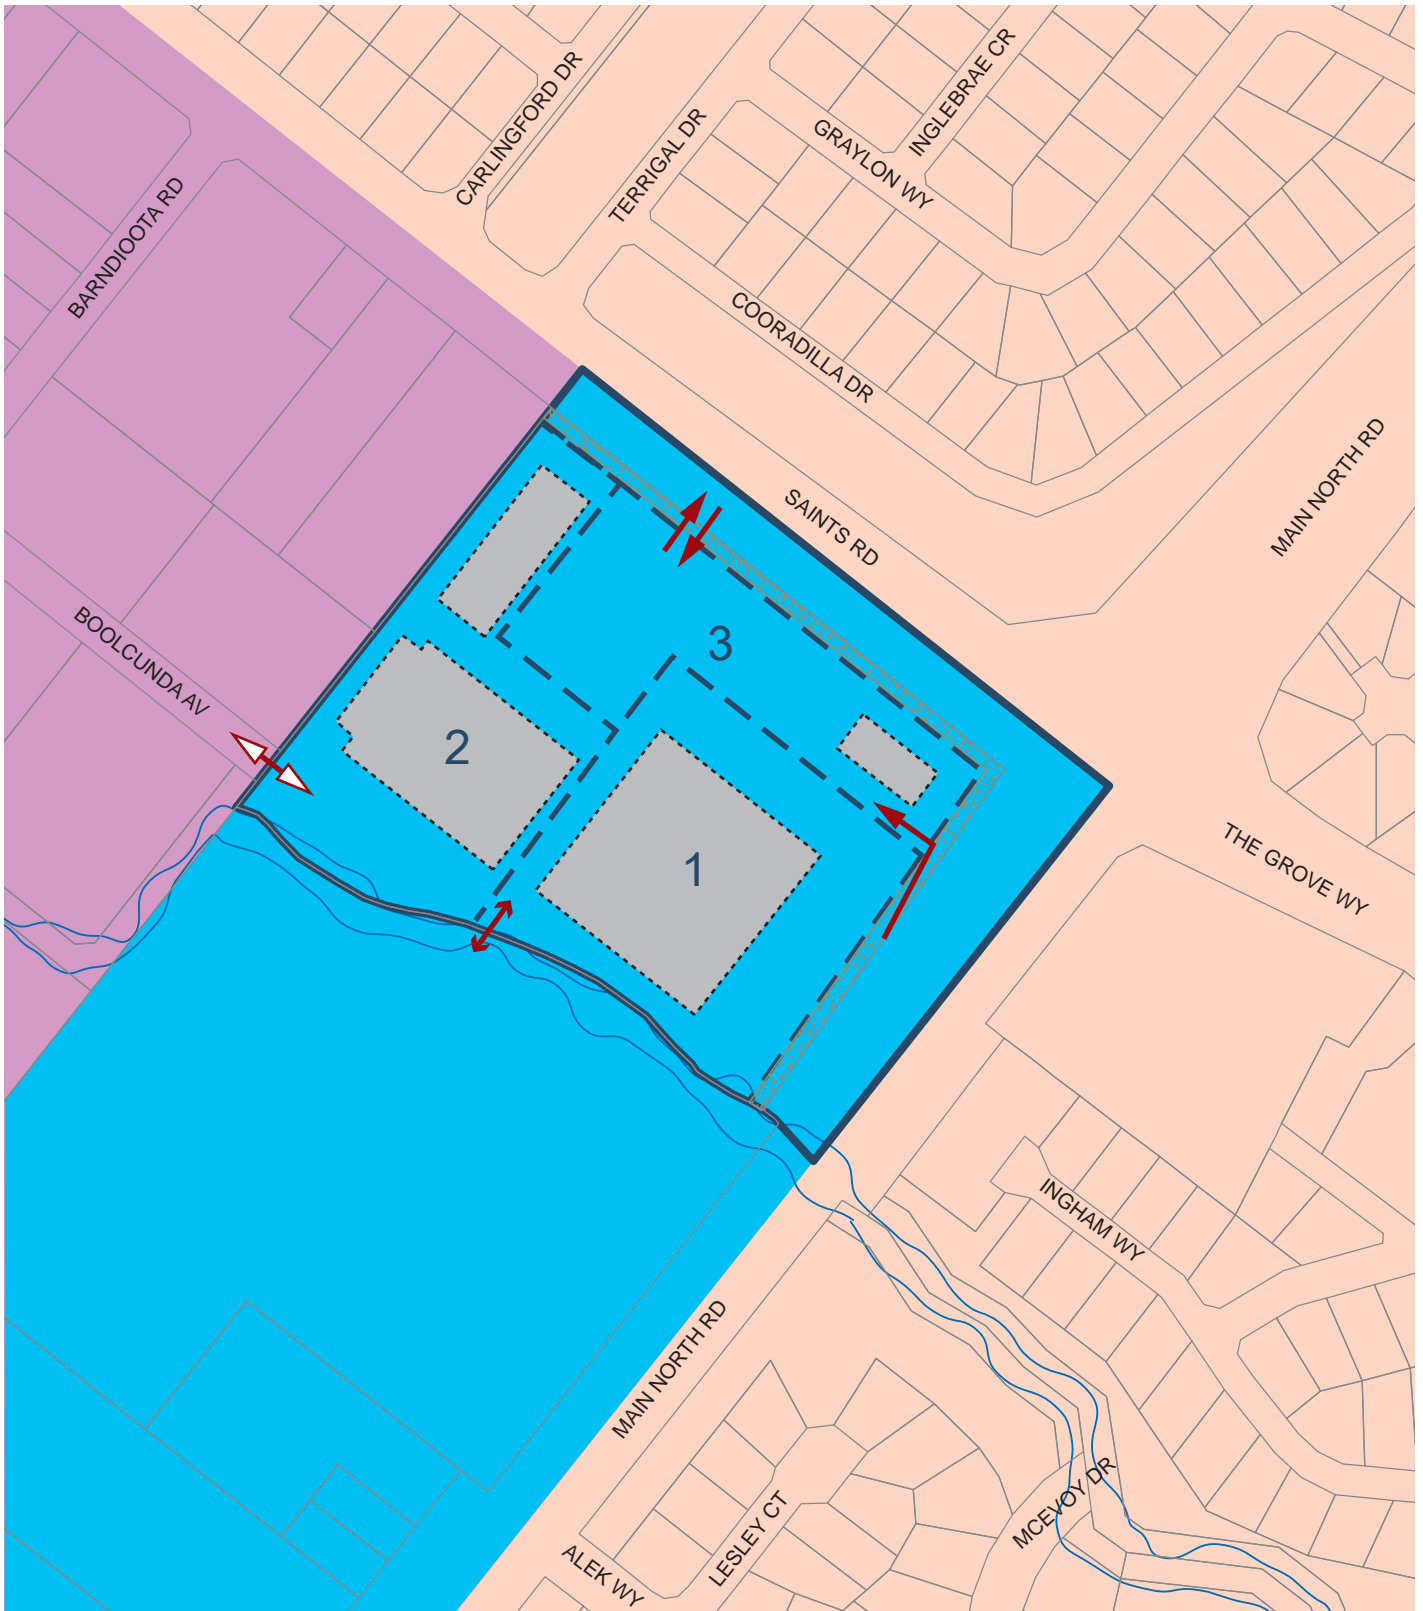 CARLINGFORD DR
INGLEBRAE CR
TERRIGAL DR
GRAYLON WY
BARNDIOOTA RD
COORADILLA DR
MAIN NORTH RD
SAINTS RD
3
BOOLCUNDA AV
2
1
THE GROVE WY
INGHAM WY
MAIN NORTH RD
MCEVOY DR
LESLEY CT
ALEK WY